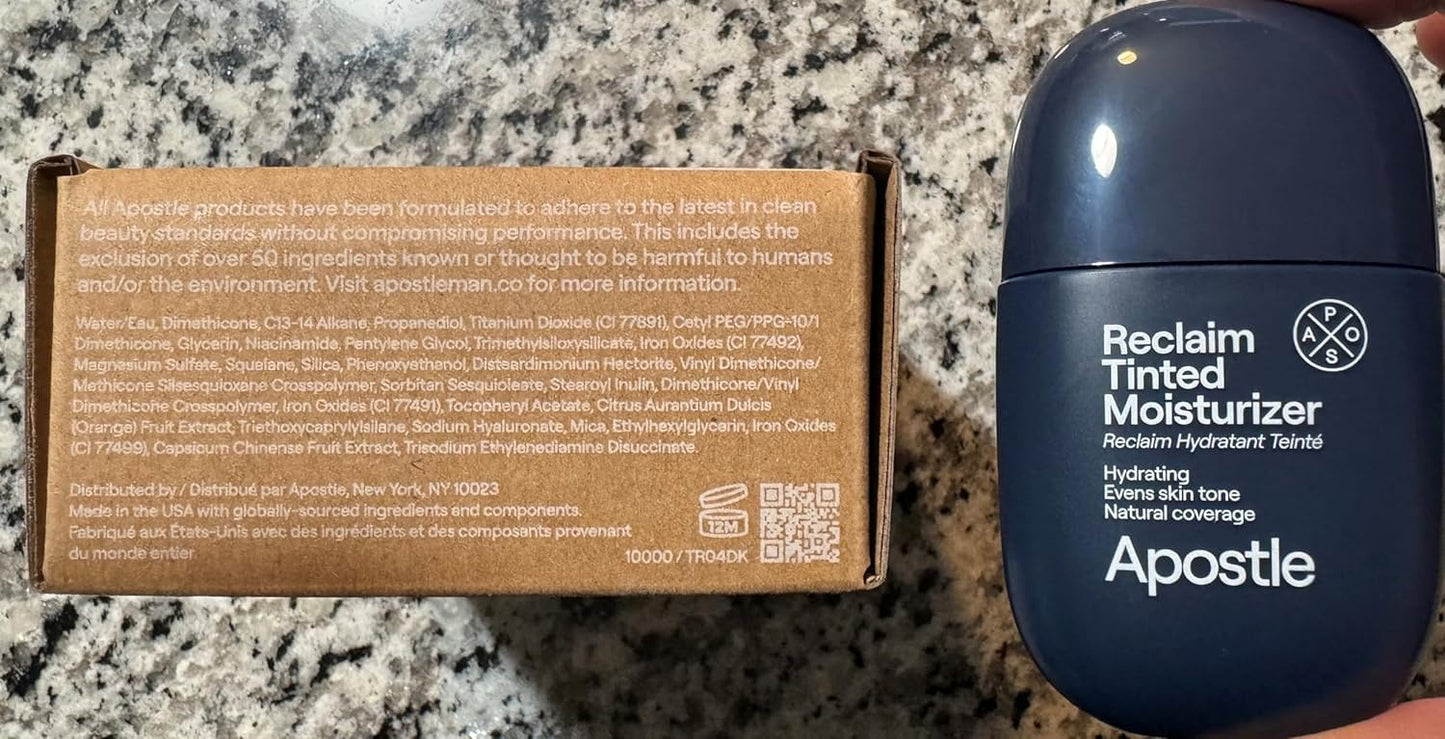 All Apostle products have been formulated to adhere to the latest in clean
beauty standards without compromising performance. This includes the
exclusion of over 50 ingredients known or thought to be harmful to humans
and/or the environment. Visit apostleman.co for more information.
Water/Eau, Dimethicone, C13-14 Alkane, Propanediol, Titanium Dioxide (CI 77891), Cetyl PEG/PPG-10/1
Dimethicone, Glycerin, Niacinamide, Pentylene Glycol, Trimethylsiloxysilicate, Iron Oxides (CI 77492),
Magnesium Sulfate, Squalane, Silica, Phenoxyethanol, Disteardimonium Hectorite, Vinyl Dimethicone/
Methicone Silsesquioxane Crosspolymer, Sorbitan Sesquioleate, Stearoyl Inulin, Dimethicone/Vinyl
Dimethicone Crosspolymer, Iron Oxides (CI 77491), Tocopheryl Acetate, Citrus Aurantium Dulcis
(Orange) Fruit Extract, Triethoxycaprylylsilane, Sodium Hyaluronate, Mica, Ethylhexylglycerin, Iron Oxides
(CI 77499), Capsicum Chinense Fruit Extract, Trisodium Ethylenediamine Disuccinate.
Distributed by / Distribué par Apostle, New York, NY 10023
Made in the USA with globally-sourced ingredients and components.
Fabriqué aux États-Unis avec des ingrédients et des composants provenant
du monde entier.
12M
10000 / TR04DK
APOS
Reclaim
Tinted
Moisturizer
Reclaim Hydratant Teinté
Hydrating
Evens skin tone
Natural coverage
Apostle